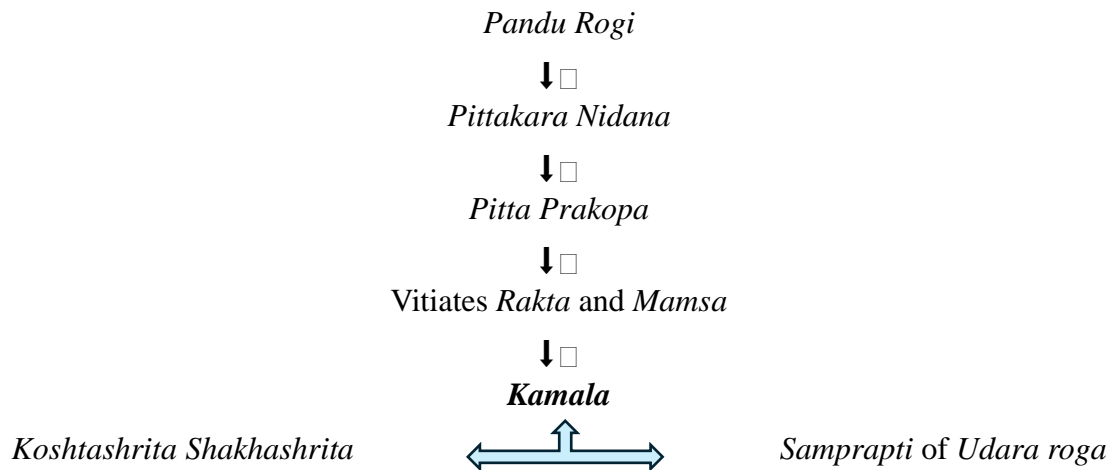 Pandu Rogi
Pittakara Nidana
Pitta Prakopa
Vitiates Rakta and Mamsa
Kamala
Koshtashrita Shakhashrita Samprapti of Udara roga